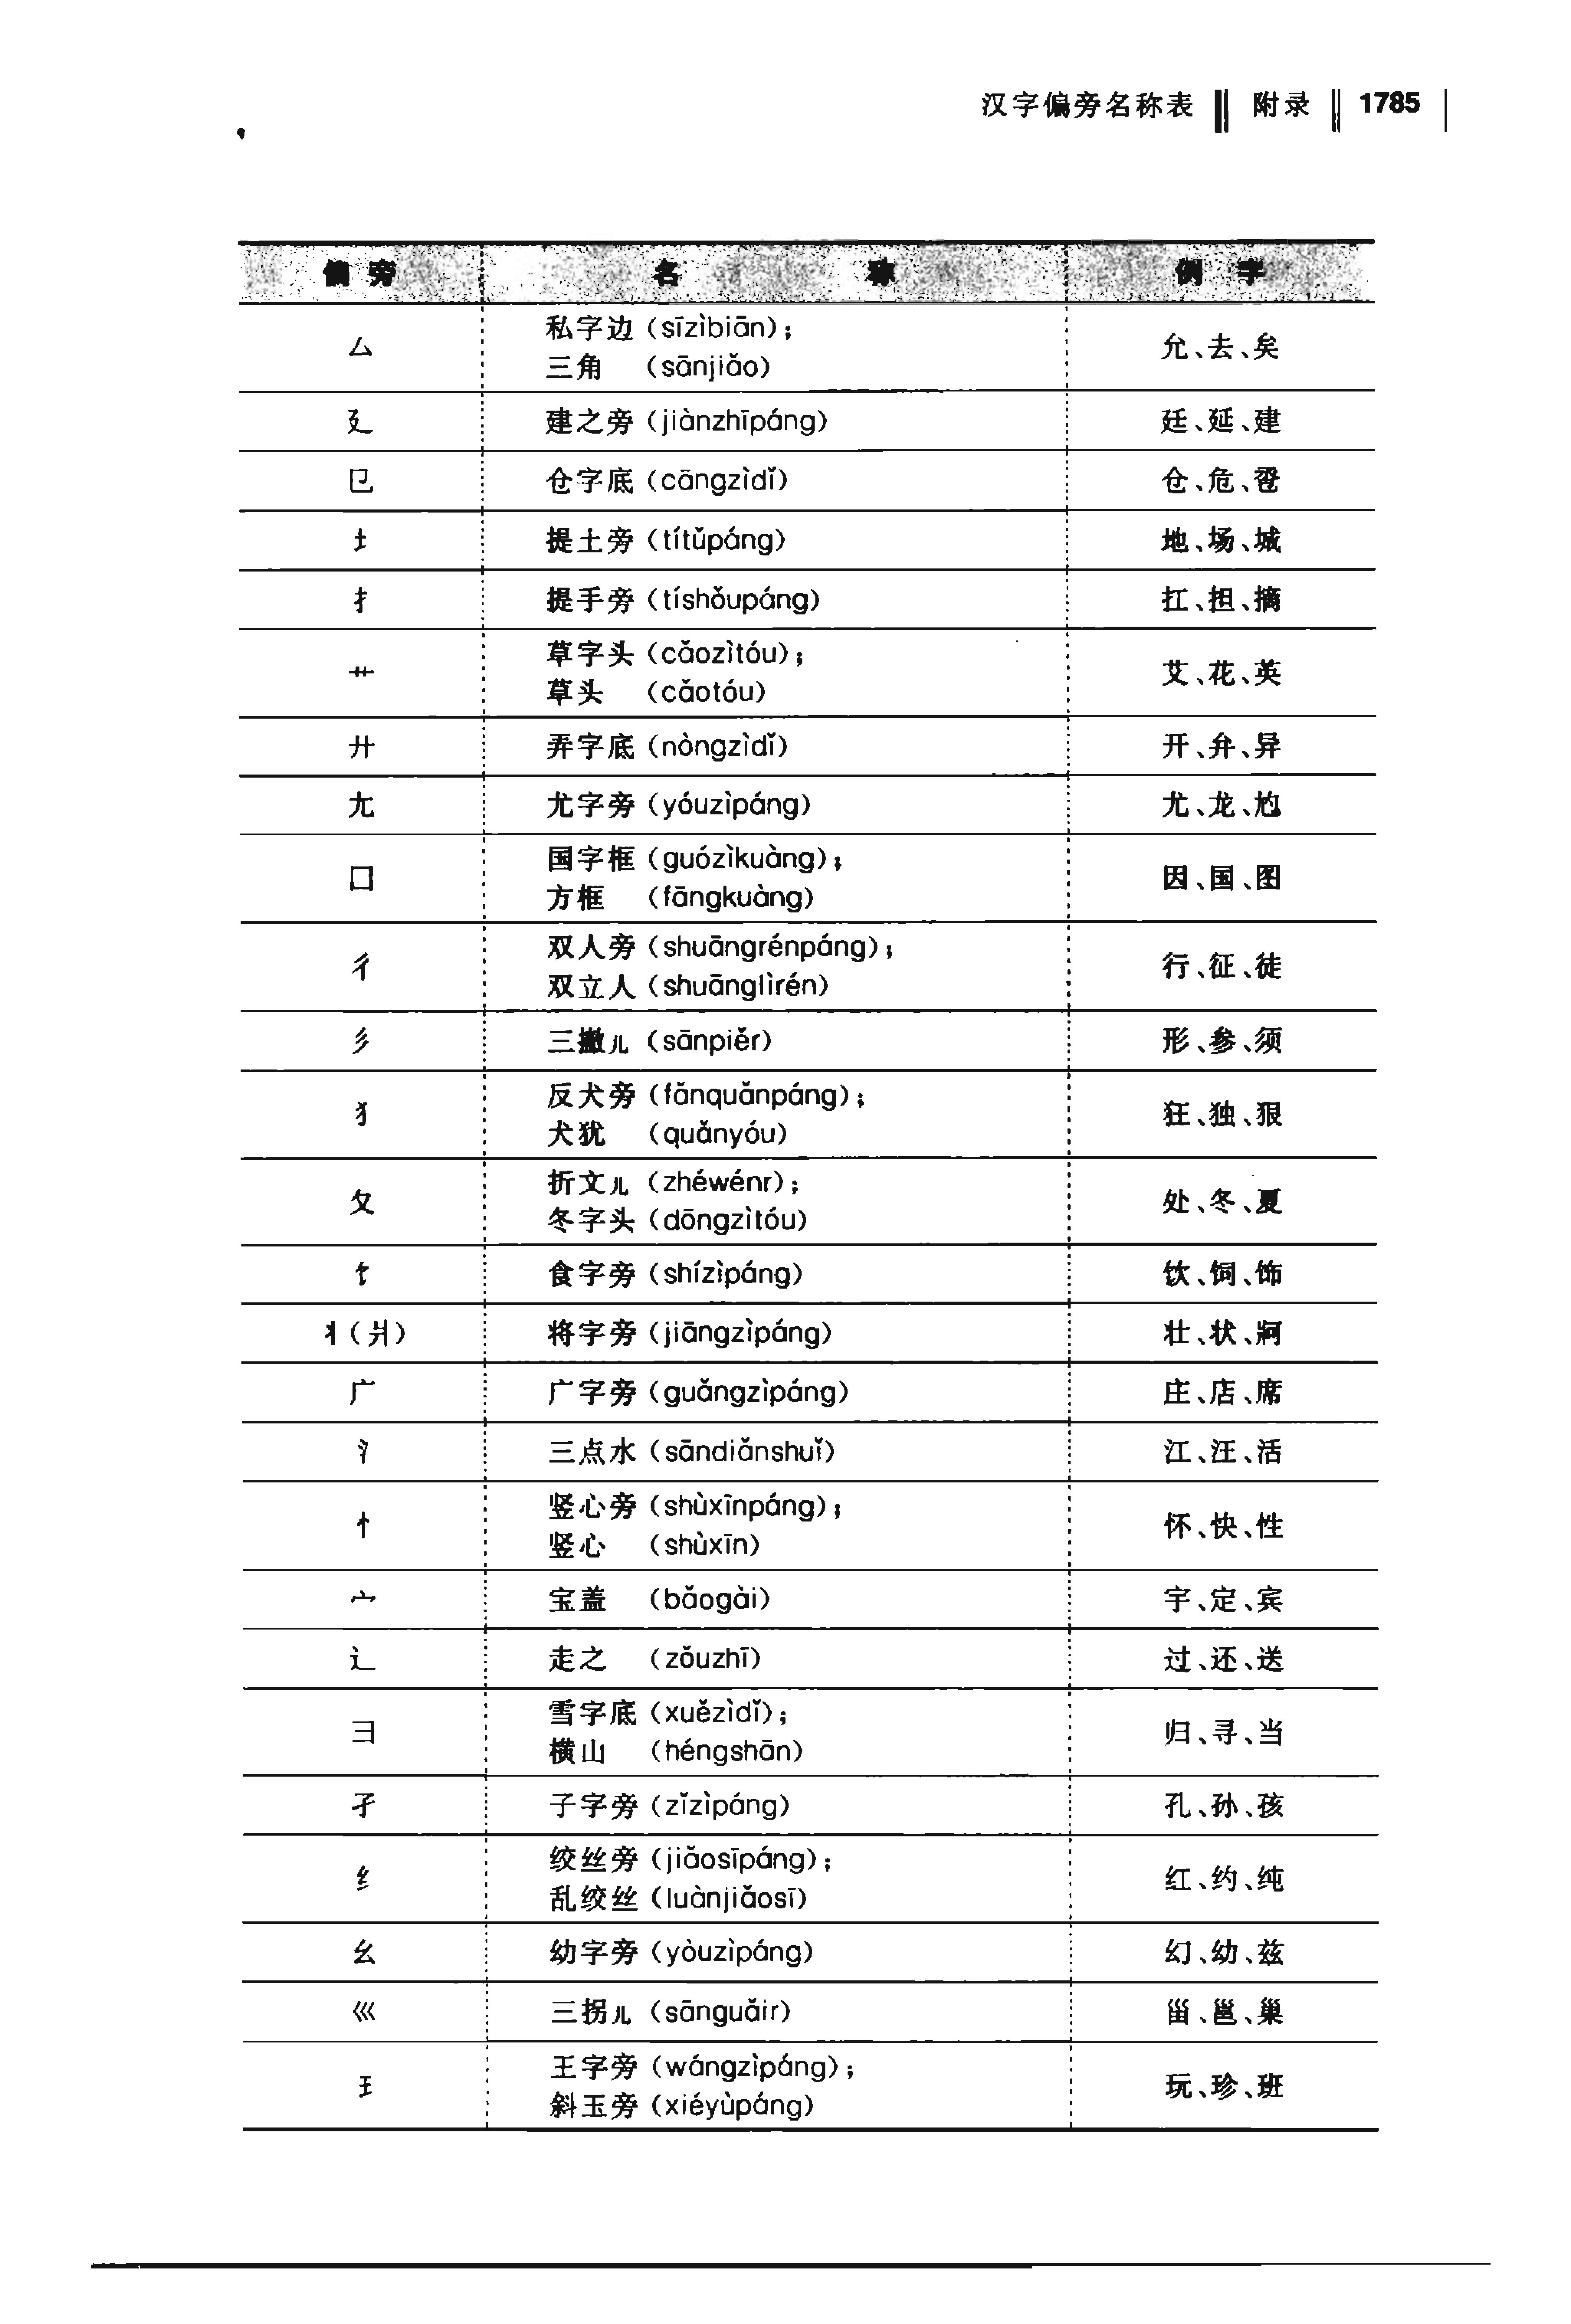 汉字偏旁名称表 ‖ 附录 ‖ 1785
偏旁 名称 例字
厶 私字边(sīzìbiān); 允、去、矣
三角 (sānjiǎo)
廴 建之旁(jiànzhīpáng) 廷、延、建
㔾 仓字底(cāngzìdǐ) 仓、危、卺
土 提土旁(títǔpáng) 地、场、城
扌 提手旁(tíshǒupáng) 扛、担、摘
艹 草字头(cǎozìtóu); 艾、花、英
草头 (cǎotóu)
廾 弄字底(nòngzìdǐ) 开、弁、异
尢 尤字旁(yóuzìpáng) 尤、龙、尥
囗 国字框(guózìkuàng); 因、国、图
方框 (fāngkuàng)
彳 双人旁(shuāngrénpáng); 行、征、徒
双立人(shuānglìrén)
彡 三撇儿(sānpiěr) 形、参、须
犭 反犬旁(fǎnquǎnpáng); 狂、独、狠
犬犹 (quǎnyóu)
夂 折文儿(zhéwénr); 处、冬、夏
冬字头(dōngzìtóu)
饣 食字旁(shízìpáng) 饮、饲、饰
丬(爿) 将字旁(jiāngzìpáng) 壮、状、牁
广 广字旁(guǎngzìpáng) 庄、店、席
氵 三点水(sāndiǎnshuǐ) 江、汪、活
忄 竖心旁(shùxīnpáng); 怀、快、性
竖心 (shùxīn)
宀 宝盖 (bǎogài) 宇、定、宾
辶 走之 (zǒuzhī) 过、还、送
彐 雪字底(xuězìdǐ); 归、寻、当
横山 (héngshān)
孑 子字旁(zǐzìpáng) 孔、孙、孩
纟 绞丝旁(jiǎosīpáng); 红、约、纯
乱绞丝(luànjiǎosī)
幺 幼字旁(yòuzìpáng) 幻、幼、兹
巛 三拐儿(sānguǎir) 甾、邕、巢
王 王字旁(wángzìpáng); 玩、珍、班
斜玉旁(xiéyùpáng)